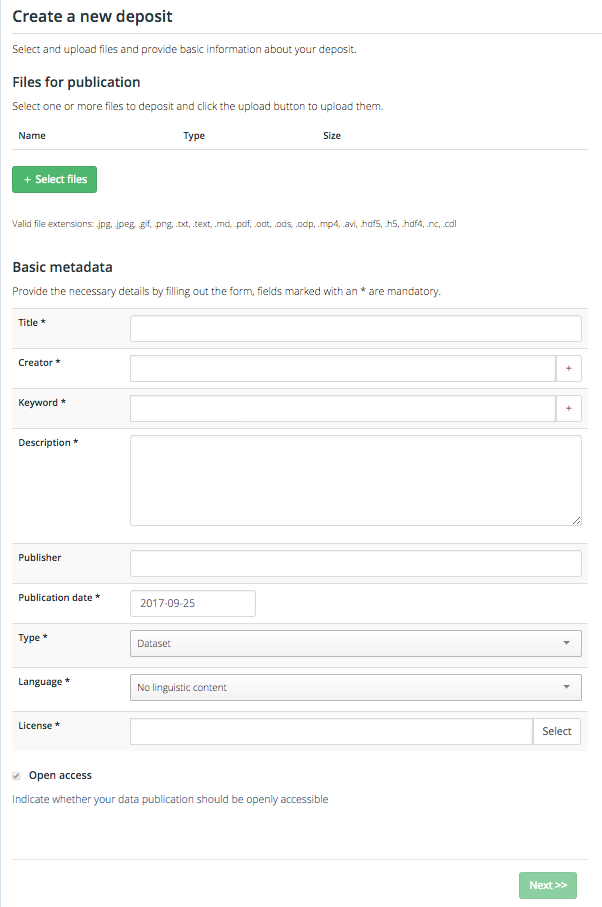 Create a new deposit
Select and upload files and provide basic information about your deposit.
Files for publication
Select one or more files to deposit and click the upload button to upload them.
Name Type Size
+ Select files
Valid file extensions: .jpg, .jpeg, .gif, .png, .txt, .text, .md, .pdf, .odt, .ods, .odp, .mp4, .avi, .hdf5, .h5, .hdf4, .nc, .cdl
Basic metadata
Provide the necessary details by filling out the form, fields marked with an * are mandatory.
Title *
Creator *
+
Keyword *
+
Description *
Publisher
Publication date *
2017-09-25
Type *
Dataset
Language *
No linguistic content
License *
Select
Open access
Indicate whether your data publication should be openly accessible
Next >>